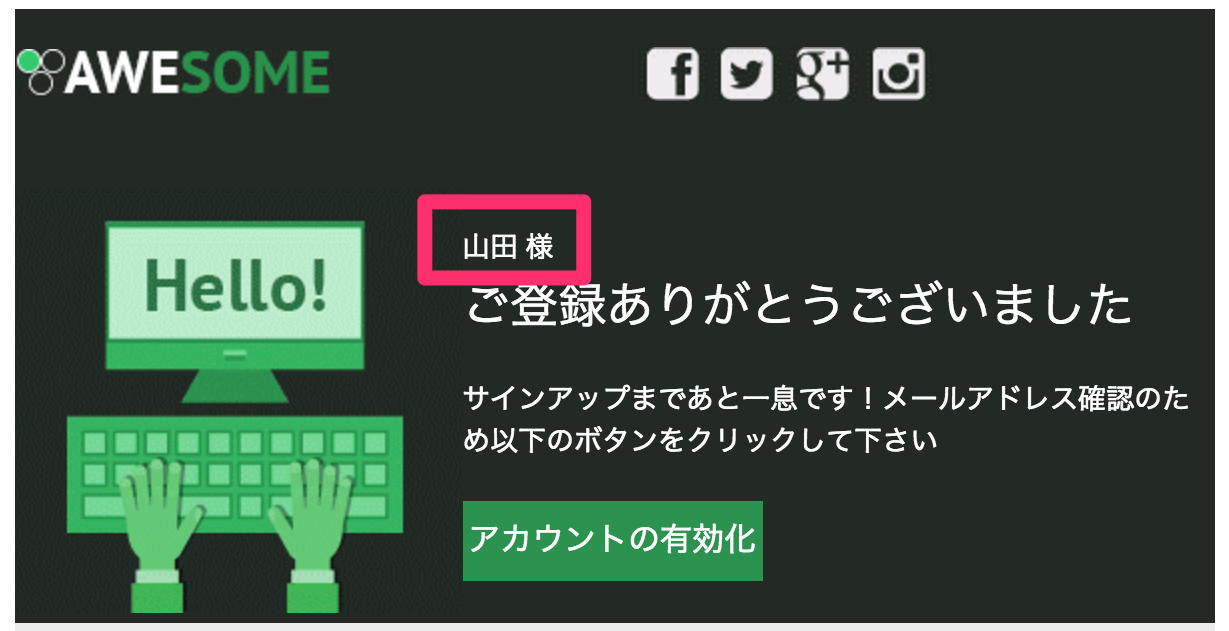 AWESOME
Hello!
山田 様
ご登録ありがとうございました
サインアップまであと一息です！メールアドレス確認のた
め以下のボタンをクリックして下さい
アカウントの有効化